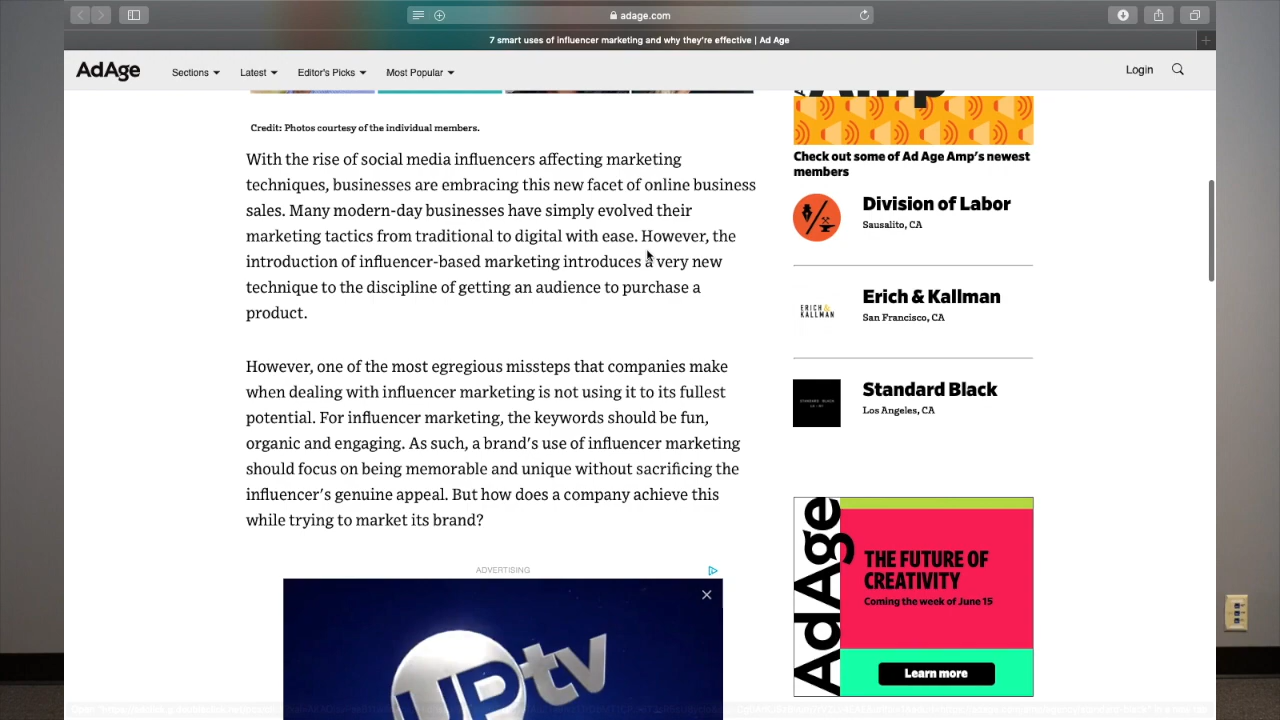 adage.com
7 smart uses of influencer marketing and why they're effective | Ad Age
AdAge
Sections
Latest
Editor's Picks
Most Popular
Login
Credit: Photos courtesy of the individual members.
With the rise of social media influencers affecting marketing
techniques, businesses are embracing this new facet of online business
sales. Many modern-day businesses have simply evolved their
marketing tactics from traditional to digital with ease. However, the
introduction of influencer-based marketing introduces a very new
technique to the discipline of getting an audience to purchase a
product.
However, one of the most egregious missteps that companies make
when dealing with influencer marketing is not using it to its fullest
potential. For influencer marketing, the keywords should be fun,
organic and engaging. As such, a brand's use of influencer marketing
should focus on being memorable and unique without sacrificing the
influencer's genuine appeal. But how does a company achieve this
while trying to market its brand?
ADVERTISING
UPtv
Amp
Check out some of Ad Age Amp's newest
members
Division of Labor
Sausalito, CA
ERICH &
KALLMAN
Erich & Kallman
San Francisco, CA
STANDARD BLACK
Standard Black
Los Angeles, CA
AdAge
THE FUTURE OF
CREATIVITY
Coming the week of June 15
Learn more